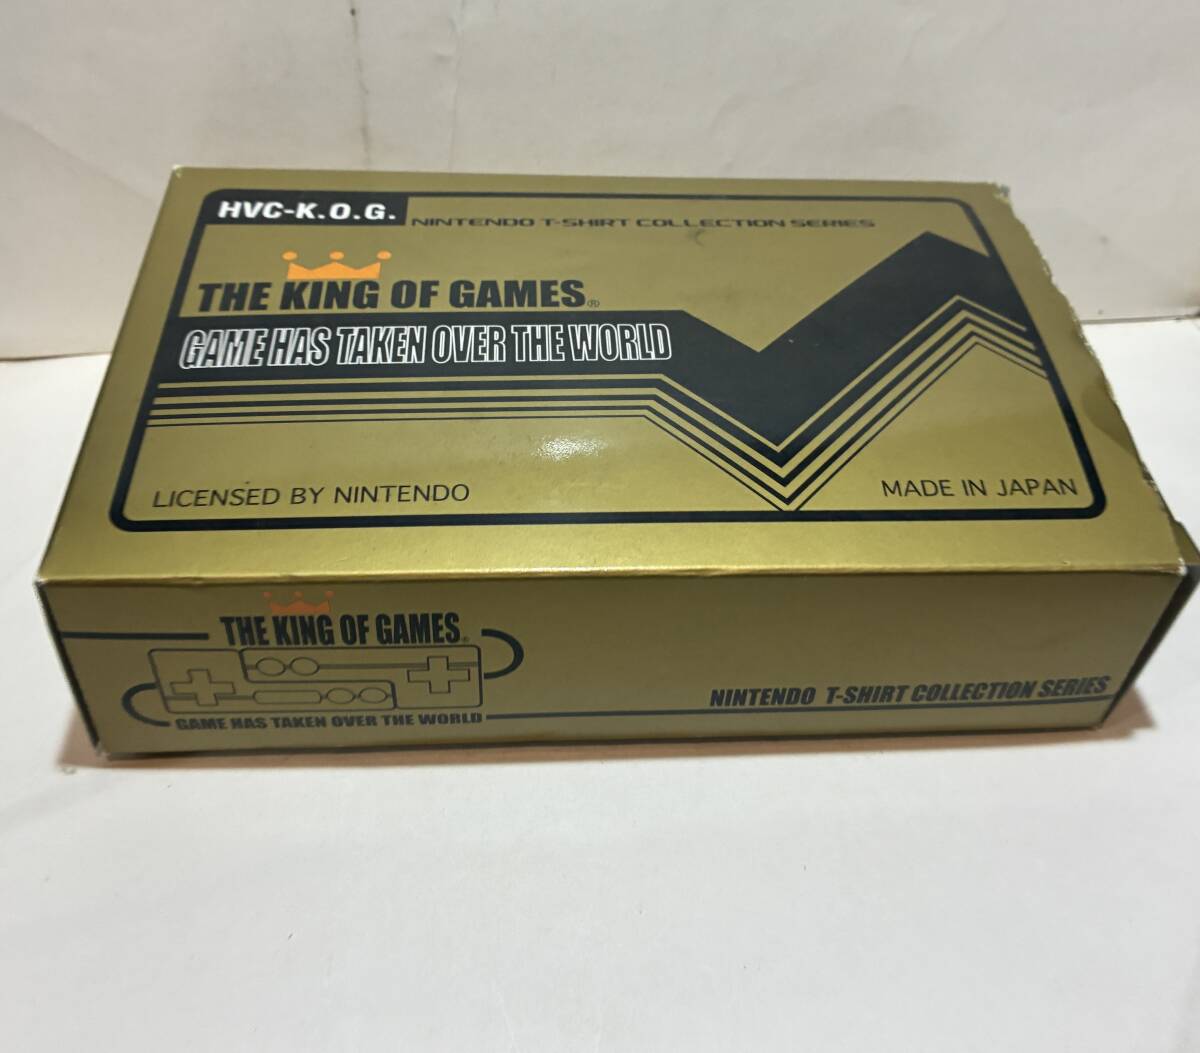 HVC-K.O.G.
NINTENDO T-SHIRT COLLECTION SERIES
THE KING OF GAMES®
GAME HAS TAKEN OVER THE WORLD
LICENSED BY NINTENDO
MADE IN JAPAN
THE KING OF GAMES®
GAME HAS TAKEN OVER THE WORLD
NINTENDO T-SHIRT COLLECTION SERIES